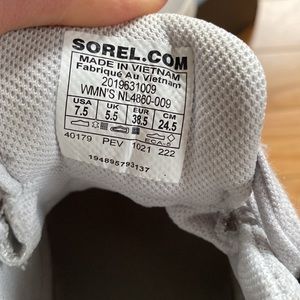 SOREL.COM
MADE IN VIETNAM
Fabriqué Au Vietnam
2019631009
WMN'S NL4860-009
USA UK EUR CM
7.5 5.5 38.5 24.5
40179 PEV 1021 222
194895793137